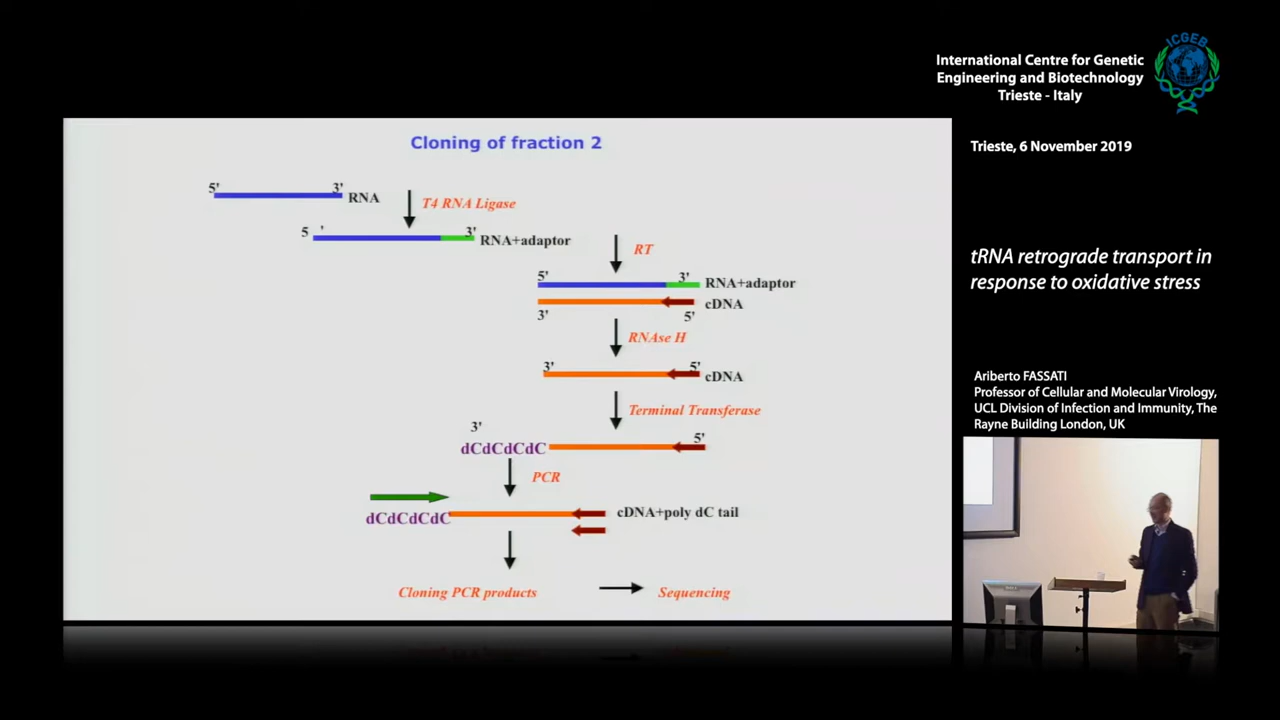 ICGEB
International Centre for Genetic
Engineering and Biotechnology
Trieste - Italy
Trieste, 6 November 2019
Cloning of fraction 2
5' 3' RNA
T4 RNA Ligase
5 ' 3' RNA+adaptor
RT
5' 3' RNA+adaptor
cDNA
3' 5'
RNAse H
3' 5' cDNA
Terminal Transferase
3'
dCdCdCdC 5'
PCR
dCdCdCdC cDNA+poly dC tail
Cloning PCR products Sequencing
tRNA retrograde transport in
response to oxidative stress
Ariberto FASSATI
Professor of Cellular and Molecular Virology,
UCL Division of Infection and Immunity, The
Rayne Building London, UK